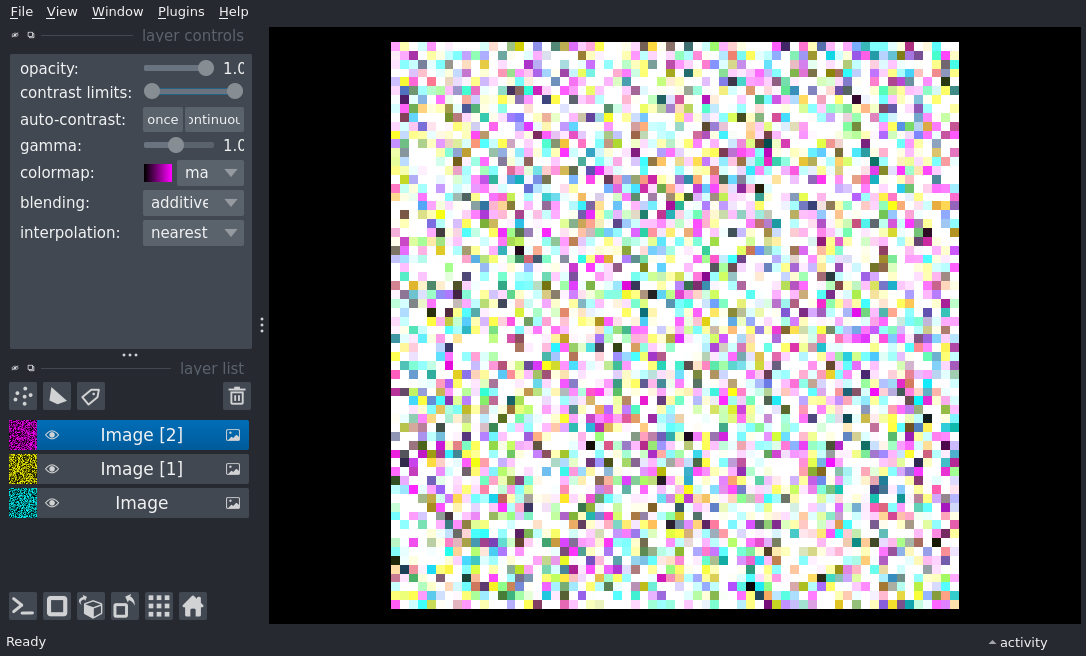 File View Window Plugins Help
layer controls
opacity: 1.0
contrast limits:
auto-contrast: once ontinuou
gamma: 1.0
colormap: ma
blending: additive
interpolation: nearest
layer list
Image [2]
Image [1]
Image
Ready
activity